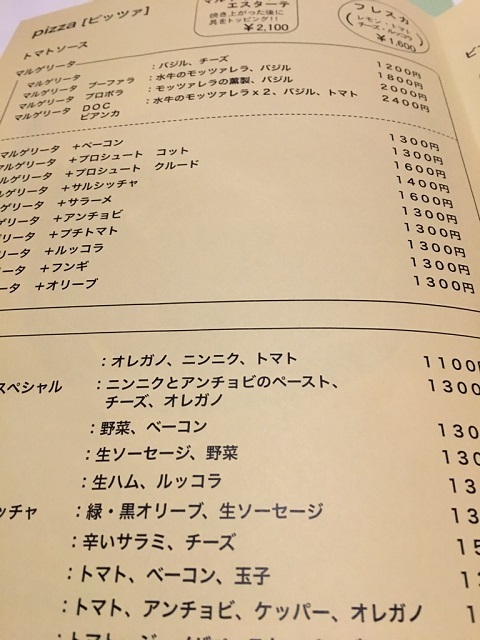 pizza [ピッツァ]
エスターテ
焼き上がった後に
具をトッピング!!
¥2,100
フレスカ
レモン・トマト
チーズ・ルッコラ
¥1,600
トマトソース
マルゲリータ :バジル、チーズ 1200円
マルゲリータ ブーファラ :水牛のモッツァレラ、バジル 1800円
マルゲリータ プロボラ :モッツァレラの薫製、バジル 2000円
マルゲリータ DOC :水牛のモッツァレラx2、バジル、トマト 2400円
ビアンカ
マルゲリータ +ベーコン 1300円
マルゲリータ +プロシュート コット 1300円
ルゲリータ +プロシュート クルード 1600円
ルゲリータ +サルシッチャ 1400円
ゲリータ +サラーメ 1600円
ゲリータ +アンチョビ 1300円
リータ +プチトマト 1300円
リータ +ルッコラ 1300円
ータ +フンギ 1300円
ータ +オリーブ 1300円
:オレガノ、ニンニク、トマト 1100円
スペシャル :ニンニクとアンチョビのペースト、 1300
チーズ、オレガノ
:野菜、ベーコン 130
:生ソーセージ、野菜 130
:生ハム、ルッコラ 13
ッチャ :緑・黒オリーブ、生ソーセージ 13
:辛いサラミ、チーズ 15
:トマト、ベーコン、玉子 1
:トマト、アンチョビ、ケッパー、オレガノ 1